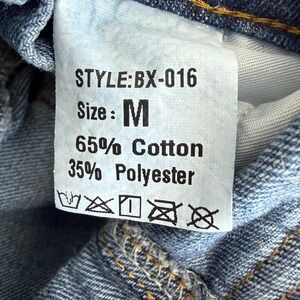 STYLE:BX-016
Size: M
65% Cotton
35% Polyester